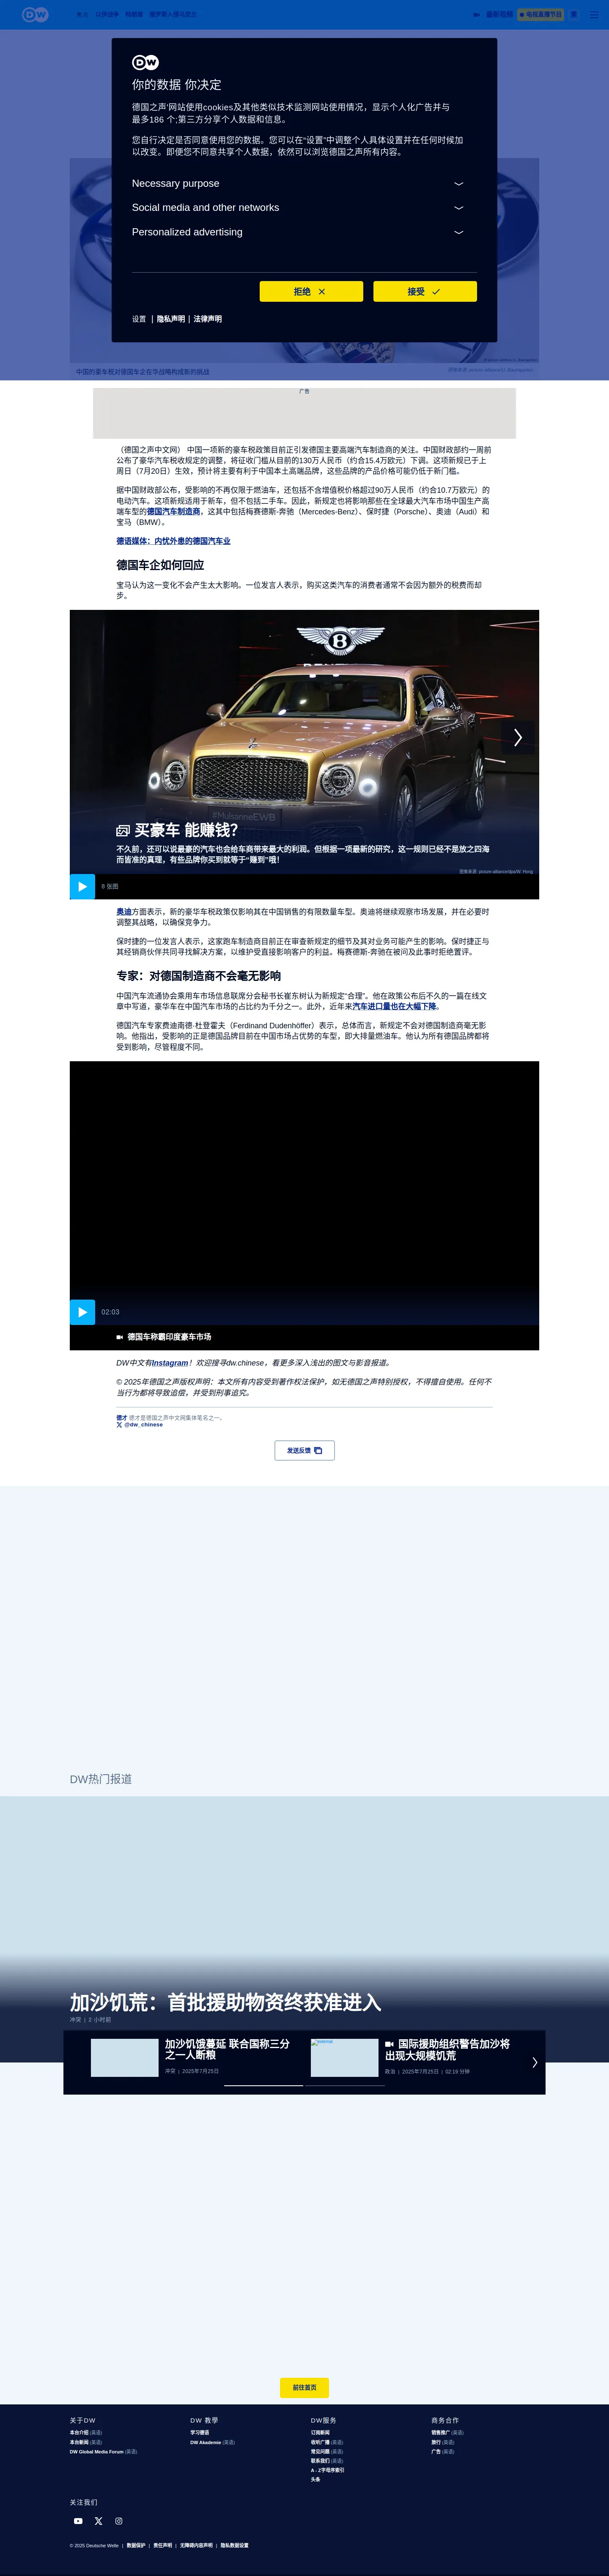 DW
最新视频
电视直播节目
DW
你的数据 你决定
德国之声'网站使用cookies及其他类似技术监测网站使用情况，显示个人化广告并与
最多186 个;第三方分享个人数据和信息。
您自行决定是否同意使用您的数据。您可以在“设置”中调整个人具体设置并在任何时候加
以改变。即便您不同意共享个人数据，依然可以浏览德国之声所有内容。
Necessary purpose
Social media and other networks
Personalized advertising
拒绝
接受
设置 | 隐私声明 | 法律声明
中国的豪车税对德国车企在华战略构成新的挑战
广告
（德国之声中文网） 中国一项新的豪车税政策目前正引发德国主要高端汽车制造商的关注。中国财政部约一周前
公布了豪华汽车税收规定的调整，将征收门槛从目前的130万人民币（约合15.4万欧元）下调。这项新规已于上
周日（7月20日）生效，预计将主要有利于中国本土高端品牌，这些品牌的产品价格可能仍低于新门槛。
据中国财政部公布，受影响的不再仅限于燃油车，还包括不含增值税价格超过90万人民币（约合10.7万欧元）的
电动汽车。这项新规适用于新车，但不包括二手车。因此，新规定也将影响那些在全球最大汽车市场中国生产高
端车型的德国汽车制造商，这其中包括梅赛德斯-奔驰（Mercedes-Benz）、保时捷（Porsche）、奥迪（Audi）和
宝马（BMW）。
德语媒体：内忧外患的德国汽车业
德国车企如何回应
宝马认为这一变化不会产生太大影响。一位发言人表示，购买这类汽车的消费者通常不会因为额外的税费而却
步。
#MulsanneEWB
买豪车 能赚钱？
不久前，还可以说最豪的汽车也会给车商带来最大的利润。但根据一项最新的研究，这一规则已经不是放之四海
而皆准的真理，有些品牌你买到就等于“赚到”哦！
图像来源: picture-alliance/dpa/W. Hong
8 张图
奥迪方面表示，新的豪华车税政策仅影响其在中国销售的有限数量车型。奥迪将继续观察市场发展，并在必要时
调整其战略，以确保竞争力。
保时捷的一位发言人表示，这家跑车制造商目前正在审查新规定的细节及其对业务可能产生的影响。保时捷正与
其经销商伙伴共同寻找解决方案，以维护受直接影响客户的利益。梅赛德斯-奔驰在被问及此事时拒绝置评。
专家：对德国制造商不会毫无影响
中国汽车流通协会乘用车市场信息联席分会秘书长崔东树认为新规定“合理”。他在政策公布后不久的一篇在线文
章中写道，豪华车在中国汽车市场的占比约为千分之一。此外，近年来汽车进口量也在大幅下降。
德国汽车专家费迪南德·杜登霍夫（Ferdinand Dudenhöffer）表示，总体而言，新规定不会对德国制造商毫无影
响。他指出，受影响的正是德国品牌目前在中国市场占优势的车型，即大排量燃油车。他认为所有德国品牌都将
受到影响，尽管程度不同。
02:03
德国车称霸印度豪车市场
DW中文有Instagram！欢迎搜寻dw.chinese，看更多深入浅出的图文与影音报道。
© 2025年德国之声版权声明：本文所有内容受到著作权法保护，如无德国之声特别授权，不得擅自使用。任何不
当行为都将导致追偿，并受到刑事追究。
德才 德才是德国之声中文网集体笔名之一。
@dw_chinese
发送反馈
DW热门报道
加沙饥荒：首批援助物资终获准进入
冲突 | 2 小时前
加沙饥饿蔓延 联合国称三分
之一人断粮
冲突 | 2025年7月25日
国际援助组织警告加沙将
出现大规模饥荒
政治 | 2025年7月25日 | 02:19 分钟
前往首页
关于DW
本台介绍 (英语)
本台新闻 (英语)
DW Global Media Forum (英语)
DW 教學
学习德语
DW Akademie (英语)
DW服务
订阅新闻
收听广播 (英语)
常见问题 (英语)
联系我们 (英语)
A - Z字母序索引
头条
商务合作
销售推广 (英语)
旅行 (英语)
广告 (英语)
关注我们
© 2025 Deutsche Welle | 数据保护 | 责任声明 | 无障碍内容声明 | 隐私数据设置